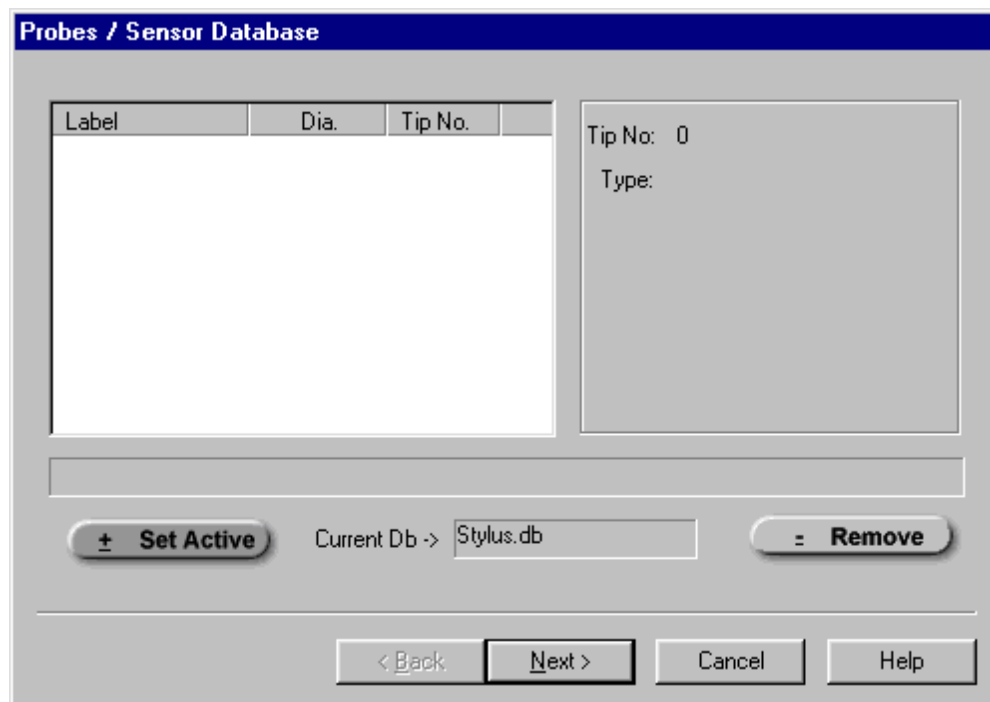 Probes / Sensor Database
Label Dia. Tip No.
Tip No: 0
Type:
± Set Active
Current Db -> Stylus.db
- Remove
< Back
Next >
Cancel
Help